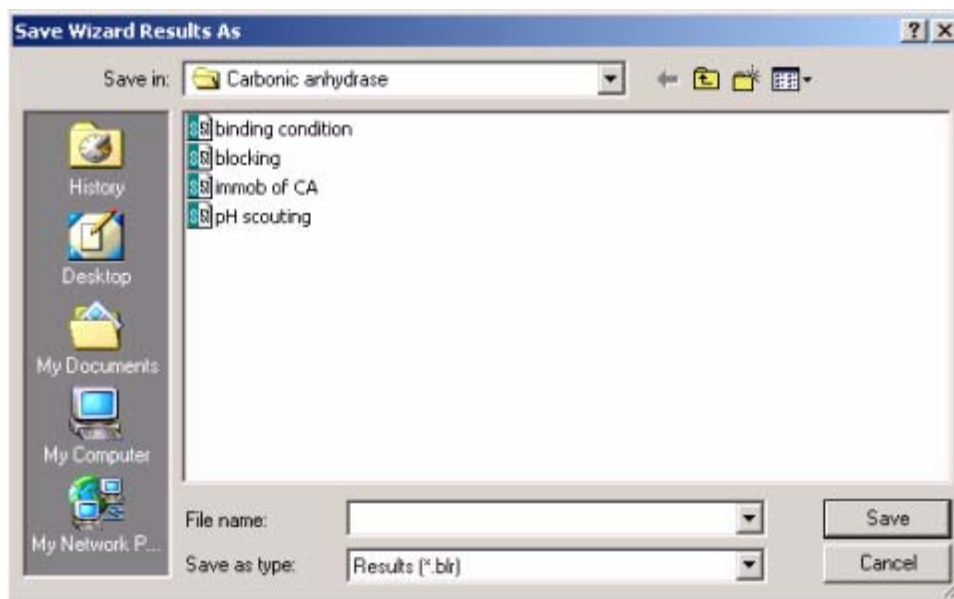 Save Wizard Results As
Save in: Carbonic anhydrase
binding condition
blocking
immob of CA
pH scouting
History
Desktop
My Documents
My Computer
My Network P...
File name:
Save
Save as type: Results (*.blr)
Cancel